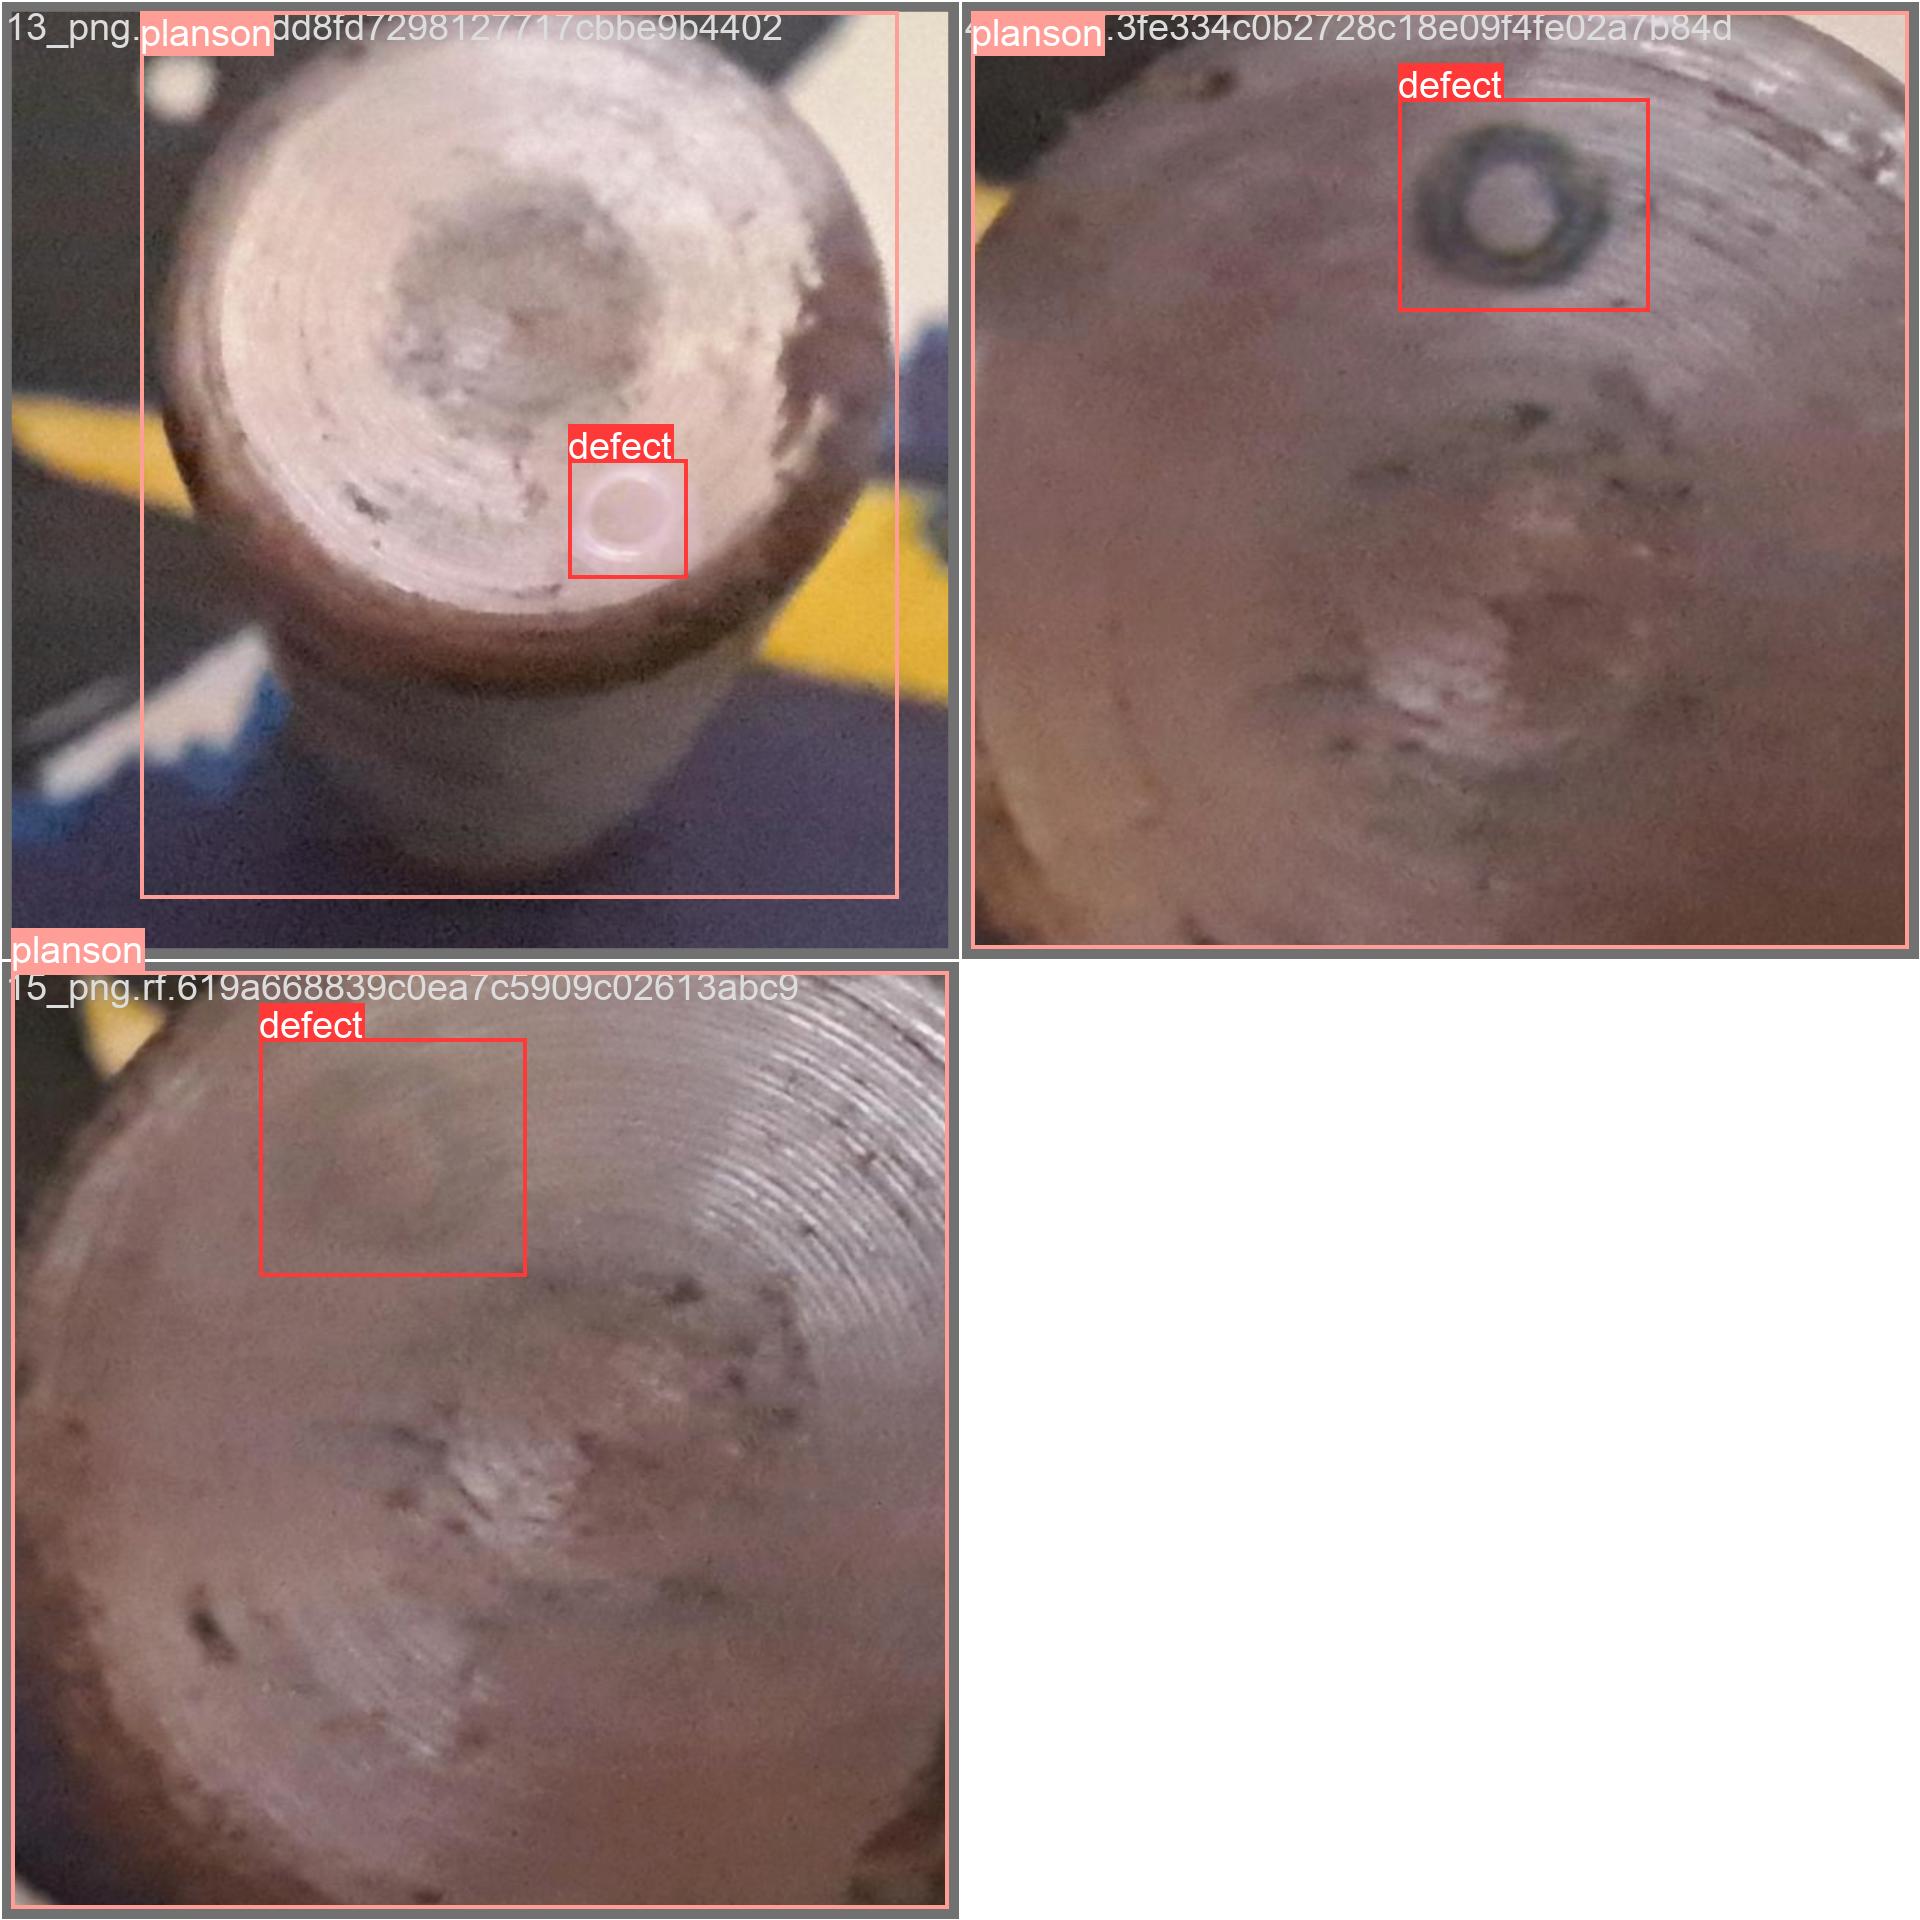 13_png. planson dd8fd7298127717cbbe9b4402
defect
planson .3fe334c0b2728c18e09f4fe02a7b84d
defect
planson
15_png.rf.619a668839c0ea7c5909c02613abc9
defect